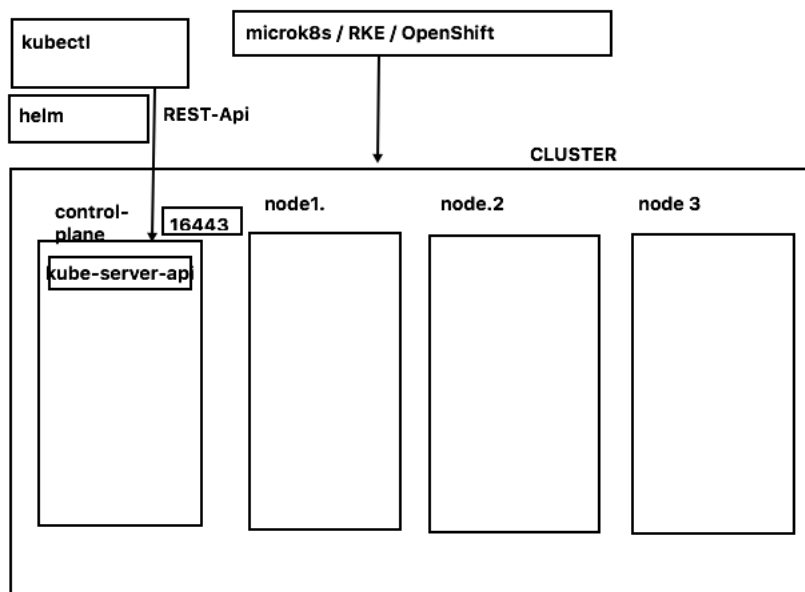 kubectl
microk8s / RKE / OpenShift
helm
REST-Api
CLUSTER
control-
plane
16443
node1.
node.2
node 3
kube-server-api